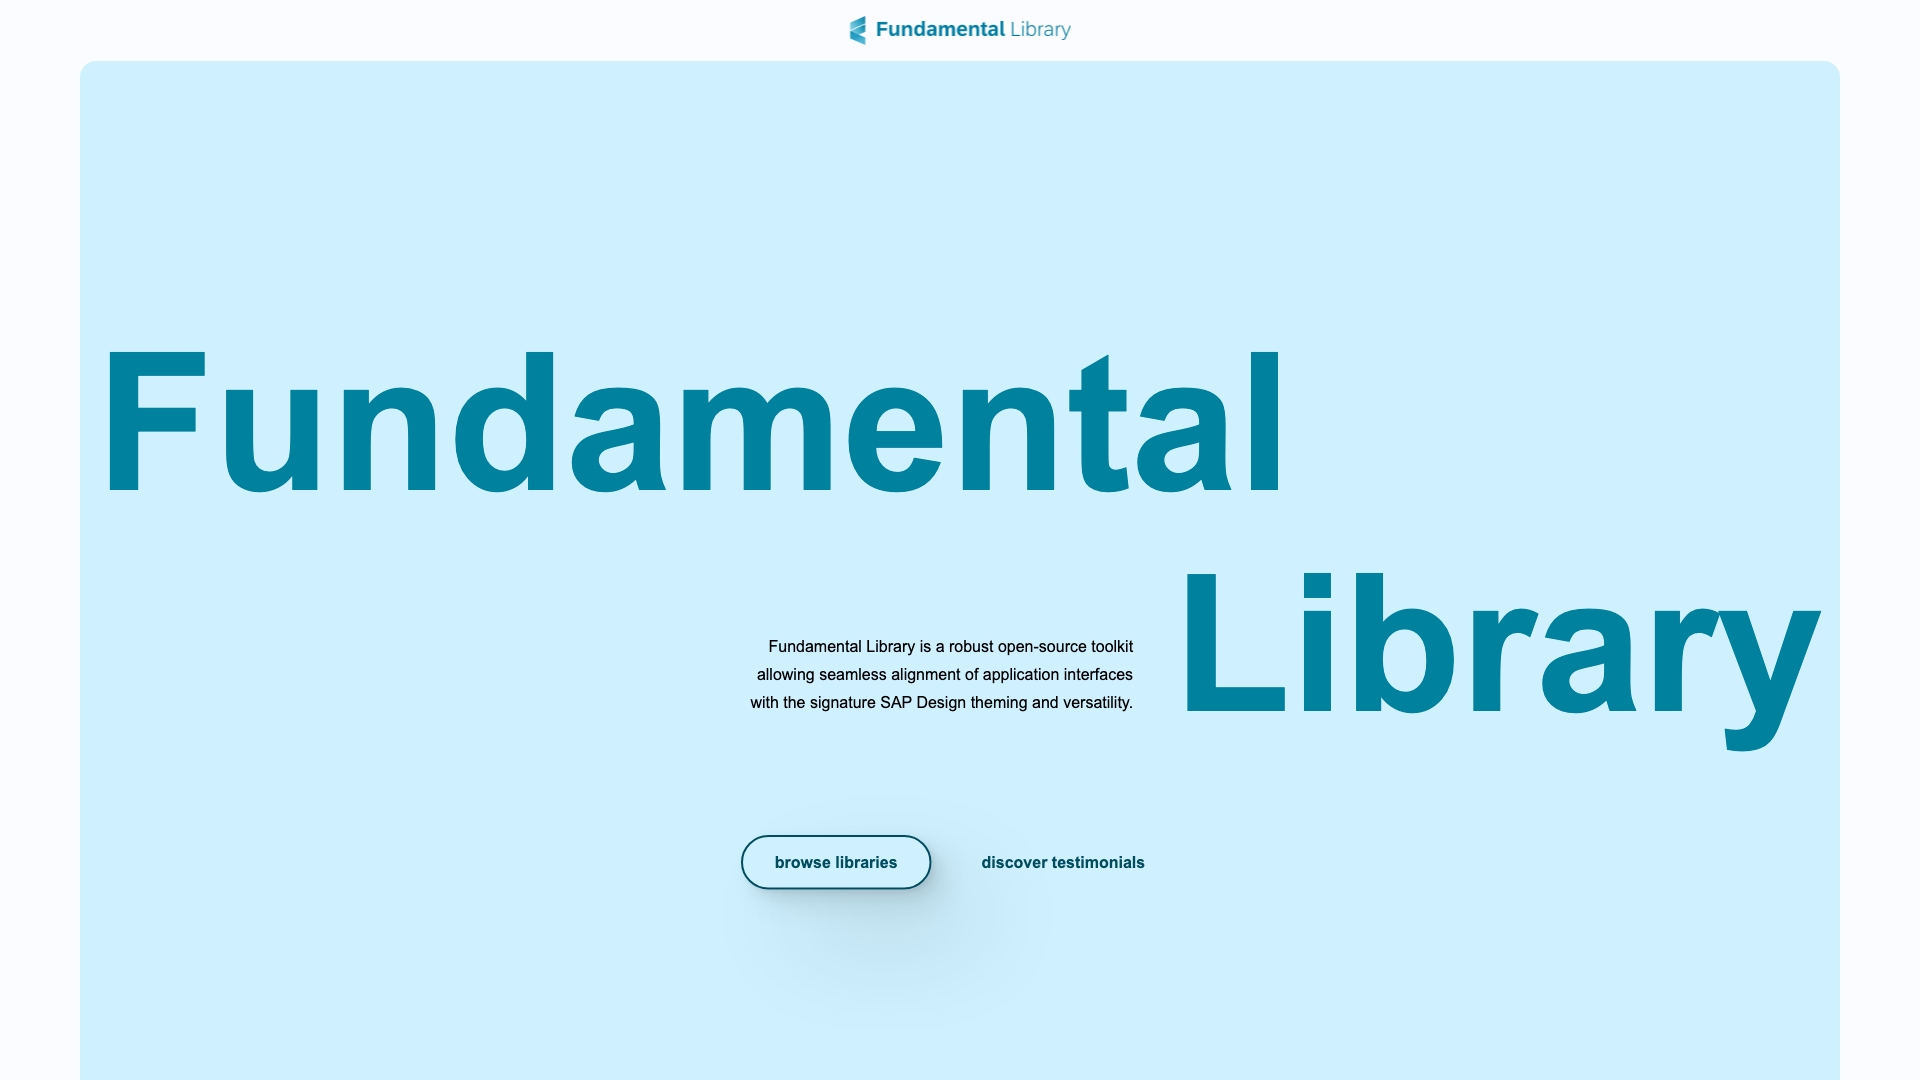 Fundamental Library
Fundamental
Library
Fundamental Library is a robust open-source toolkit
allowing seamless alignment of application interfaces
with the signature SAP Design theming and versatility.
browse libraries
discover testimonials